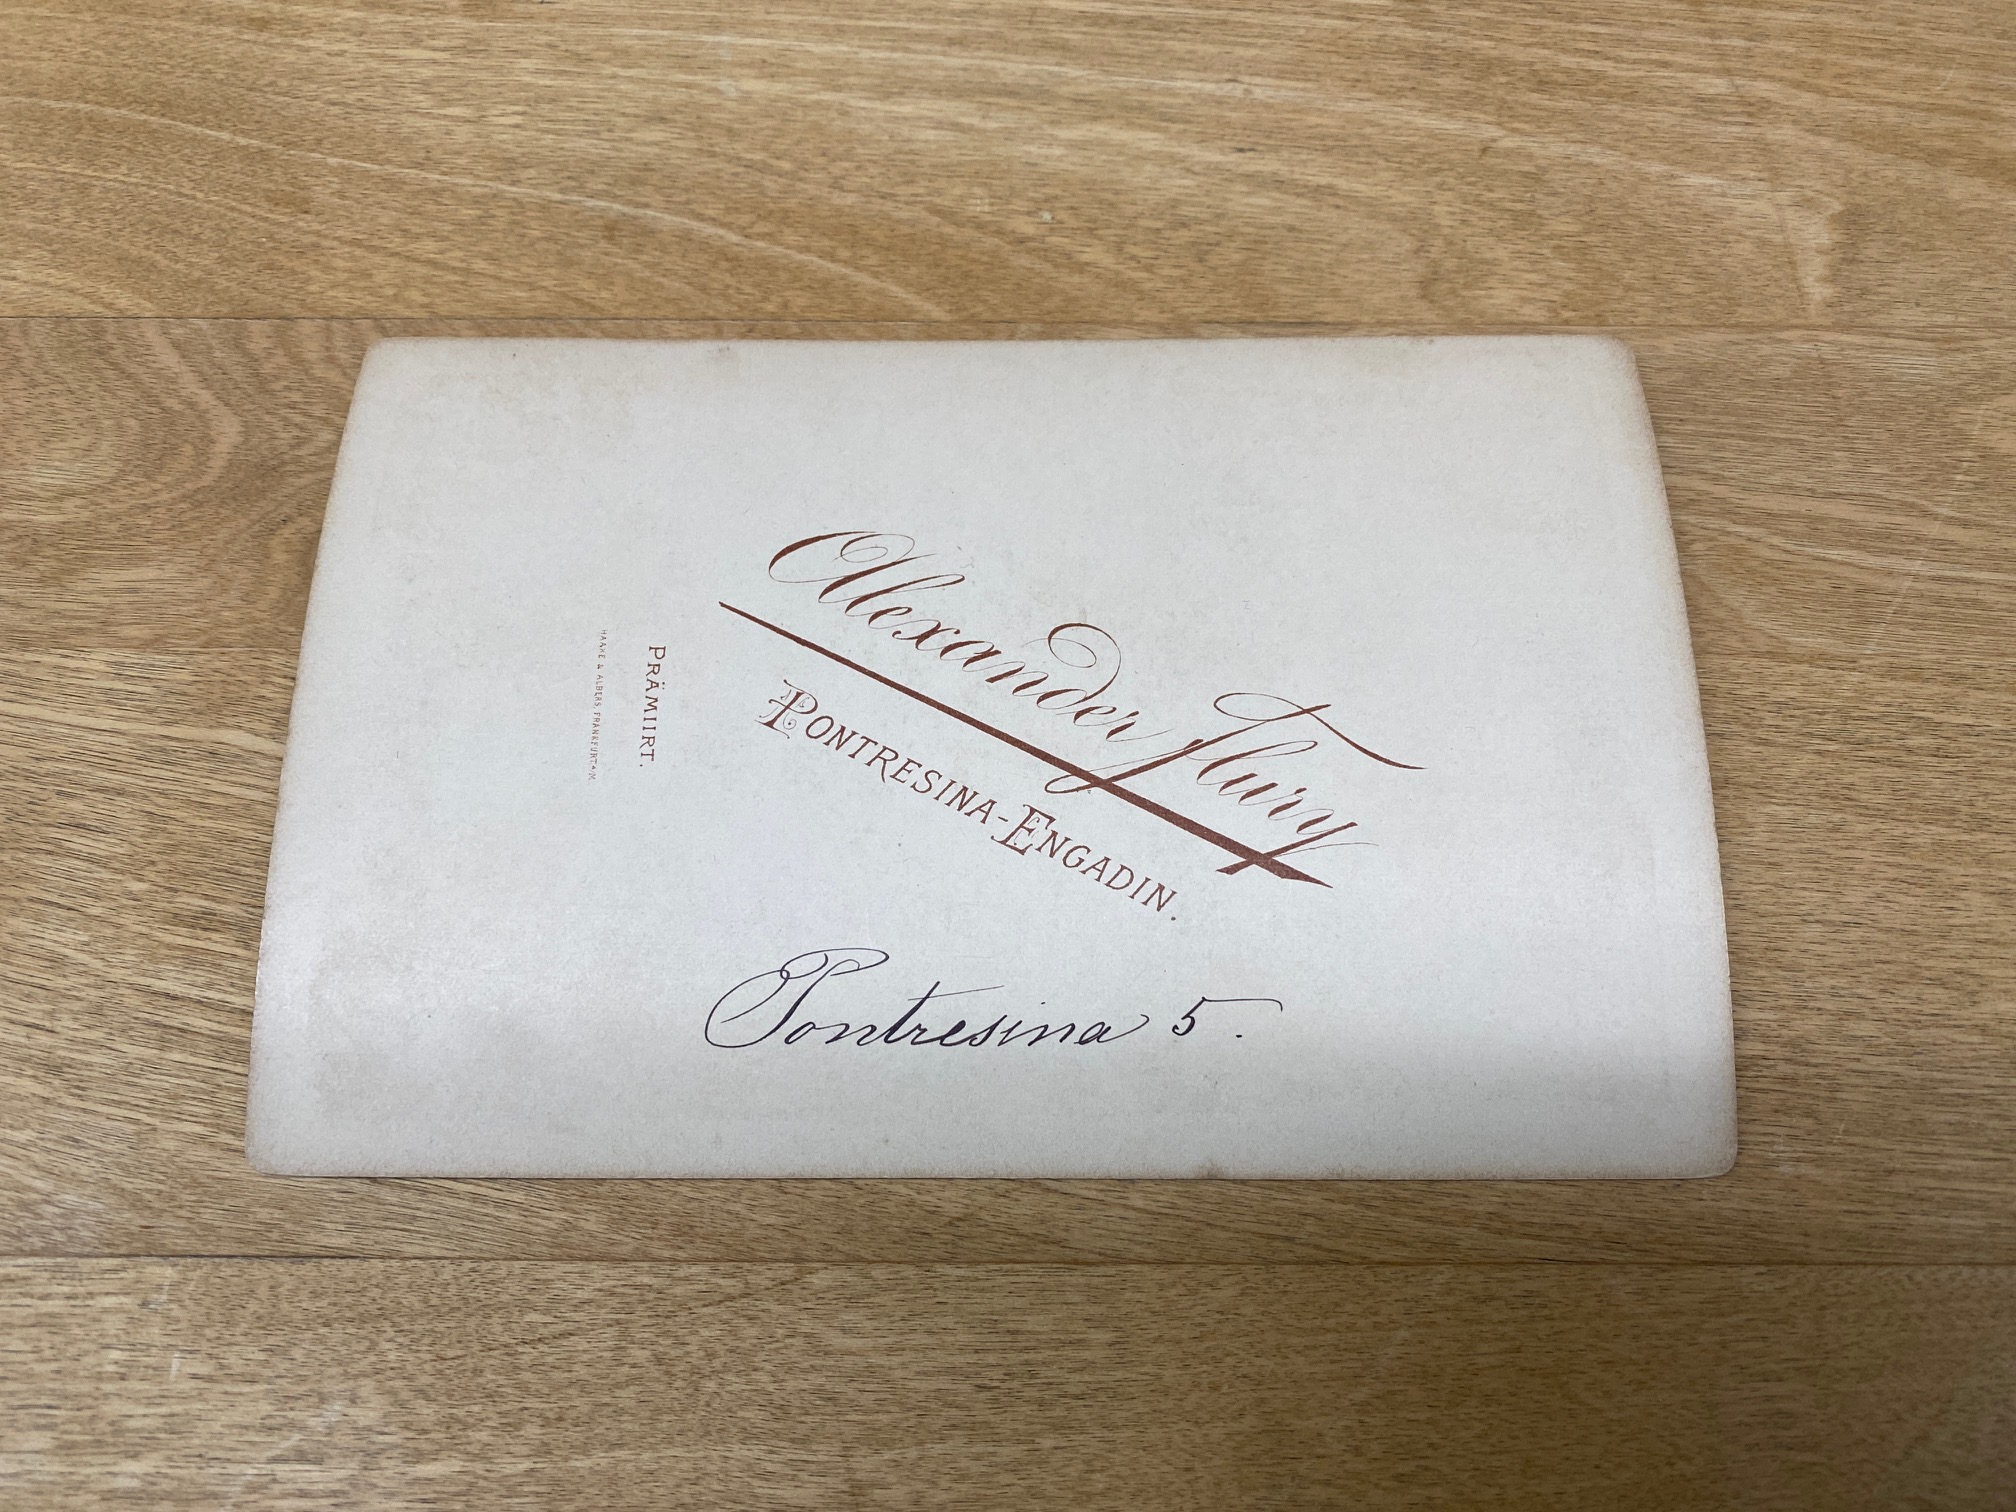 Alexander Flury
PONTRESINA-ENGADIN.
PRÄMIIRT.
HAAKE & ALBERS, FRANKFURT a/M.
Pontresina 5.